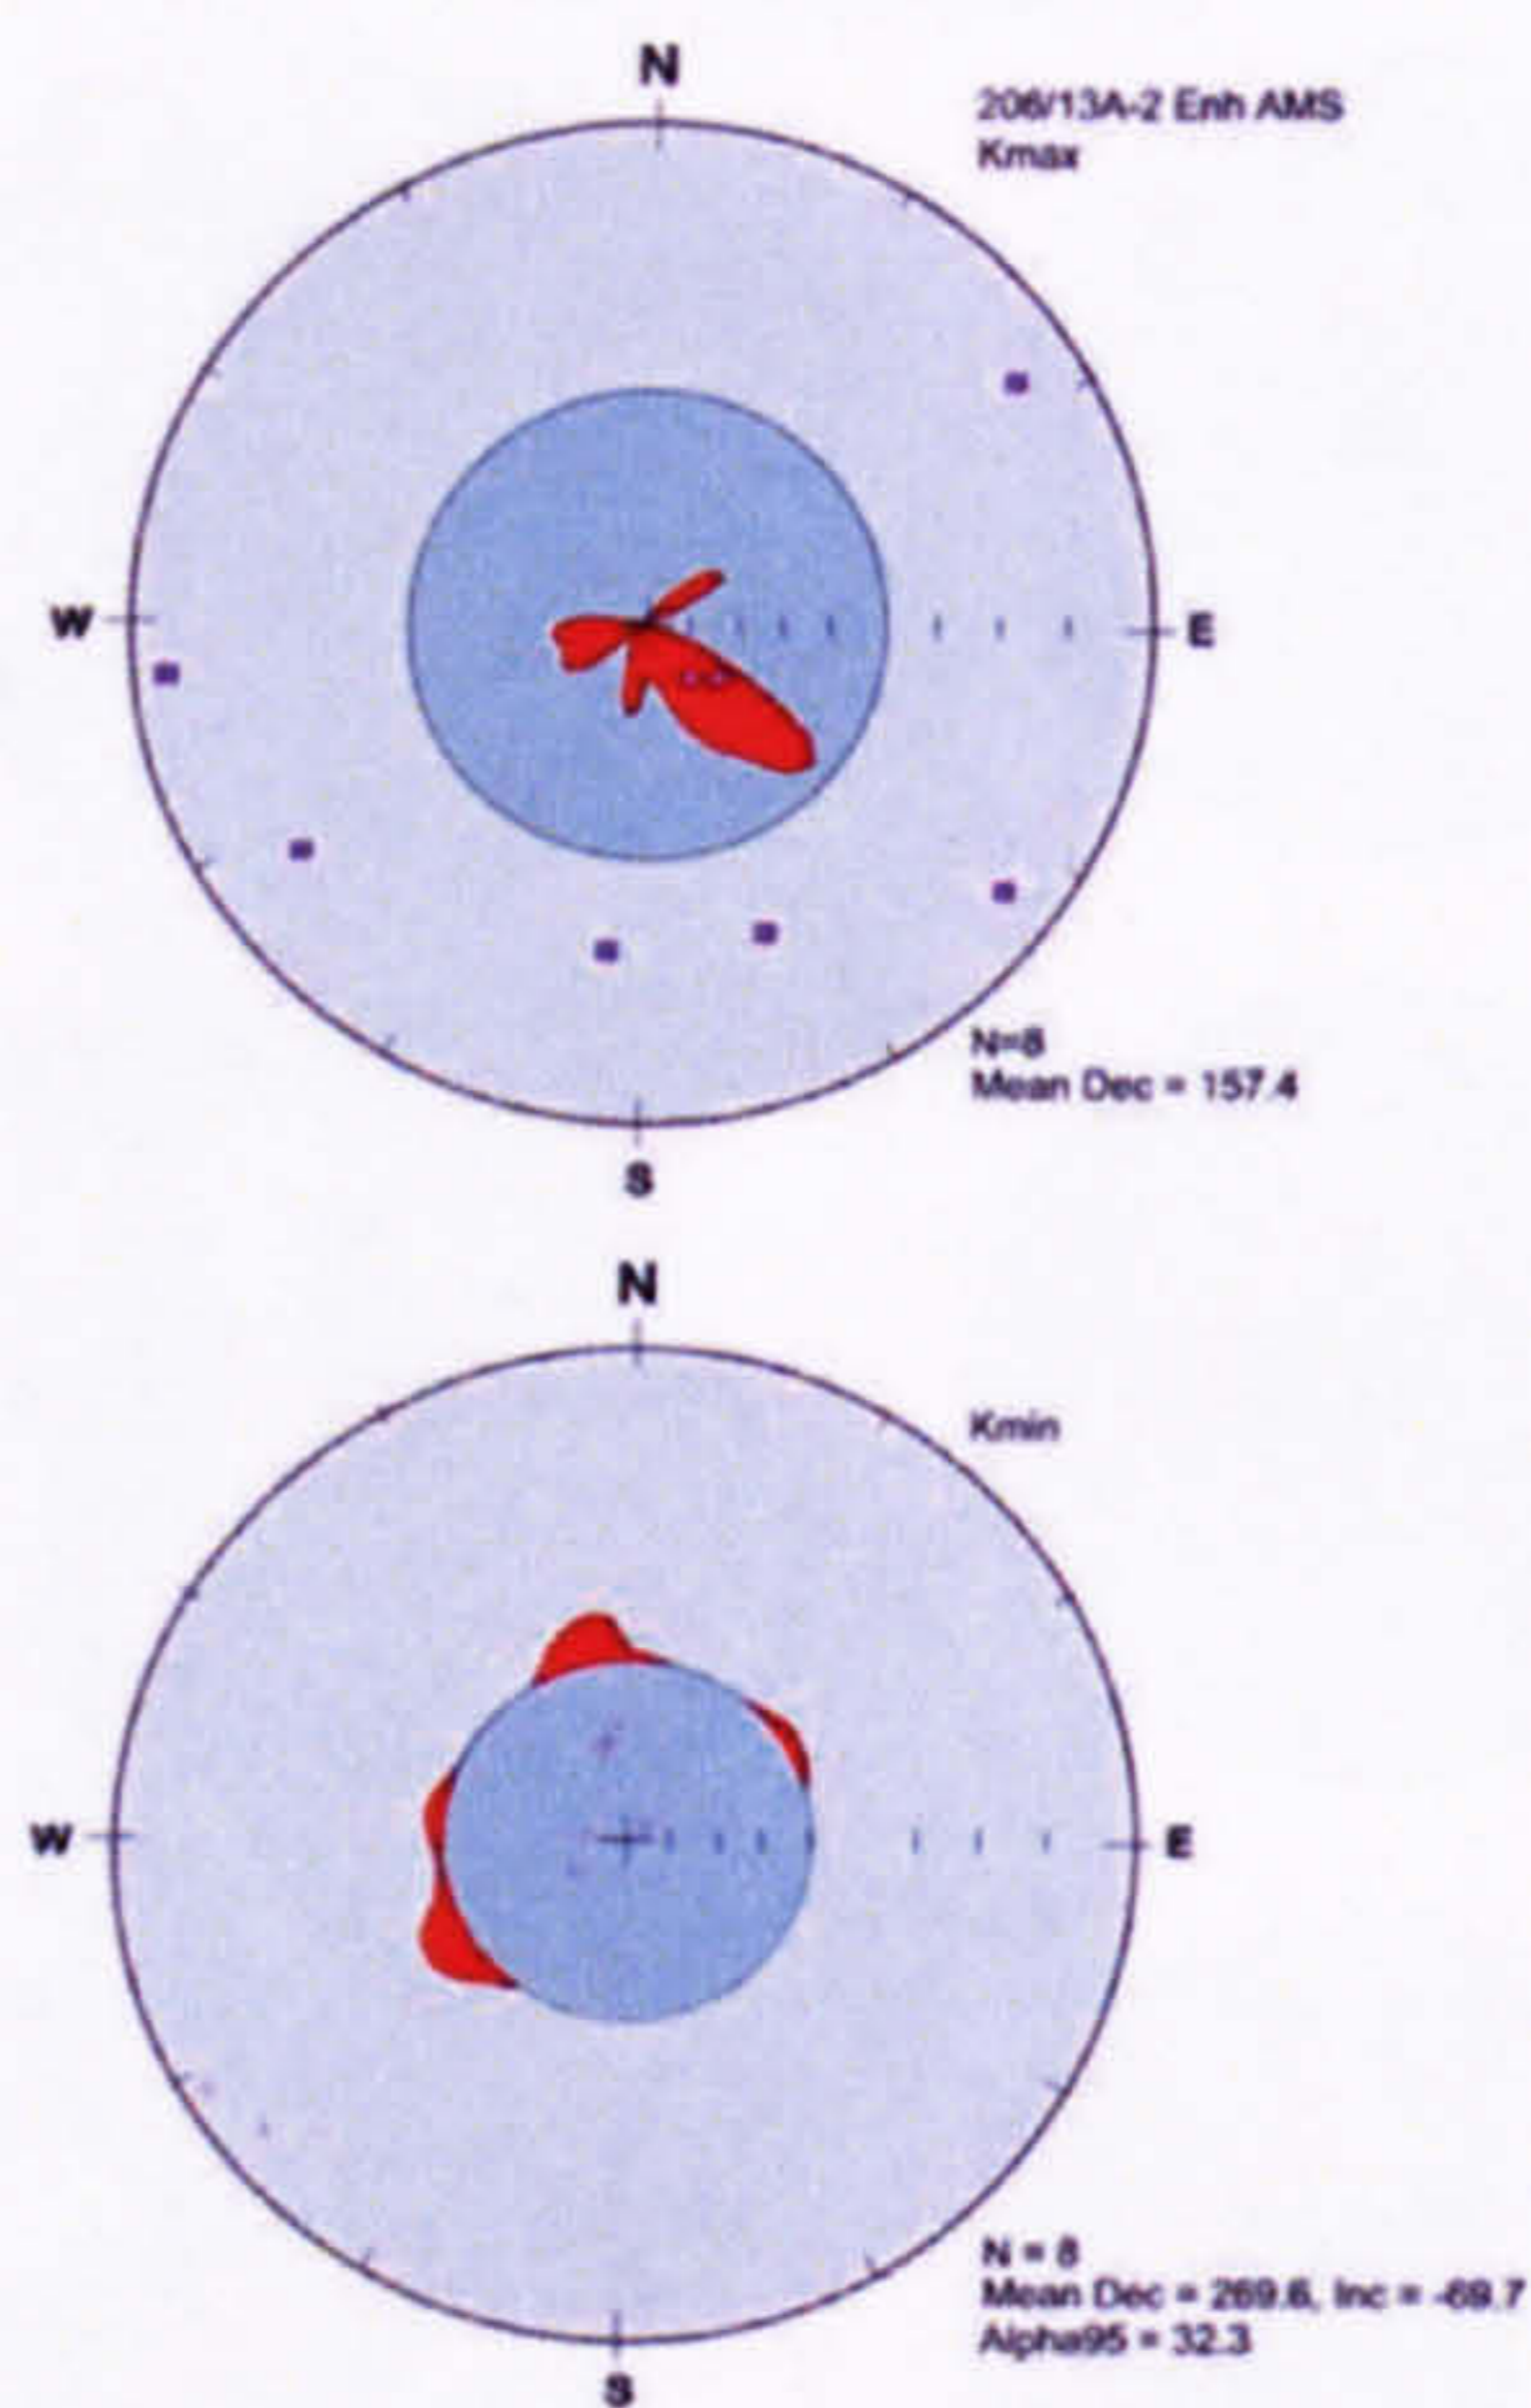 N
206/13A-2 Enh AMS
Kmax
W
E
N=8
Mean Dec = 157.4
S
N
Kmin
W
E
N = 8
Mean Dec = 269.6, Inc = -69.7
Alpha95 = 32.3
S